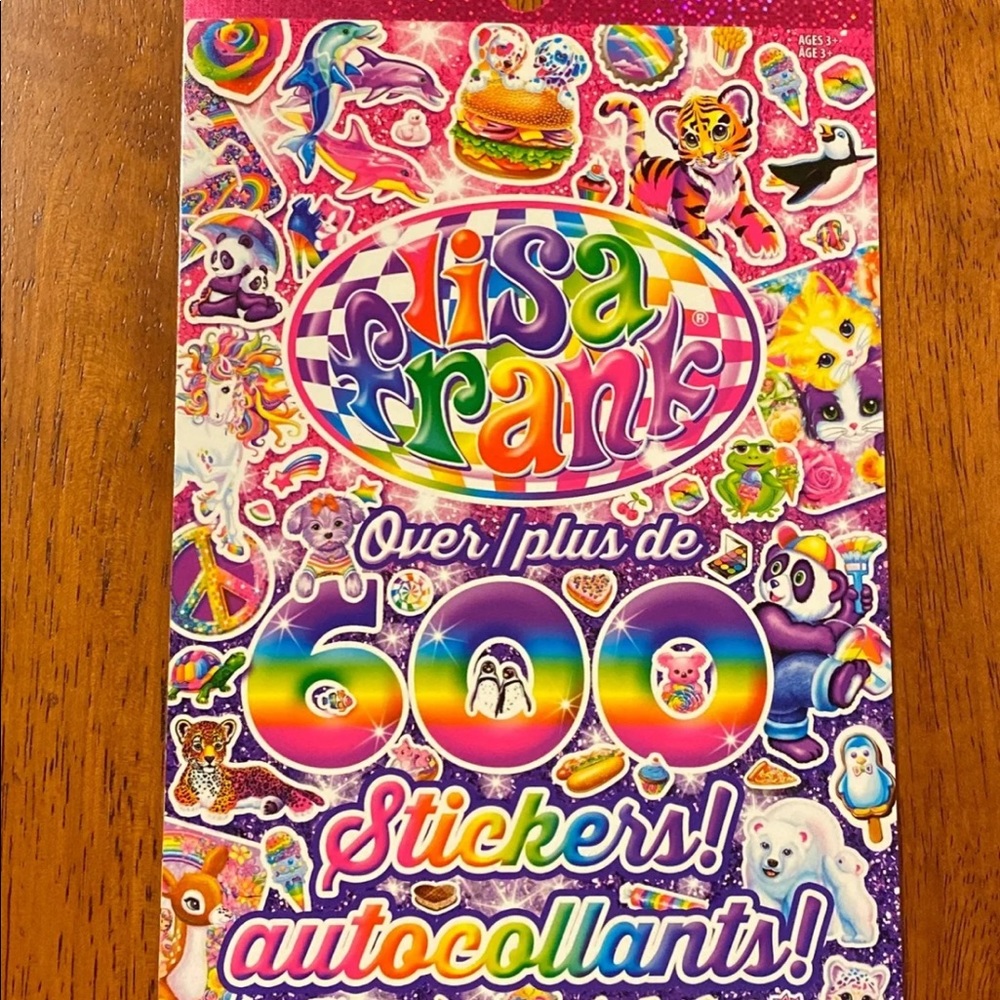 AGES 3+
ÂGE 3+
lisa
frank®
Over/plus de
600
Stickers!
autocollants!